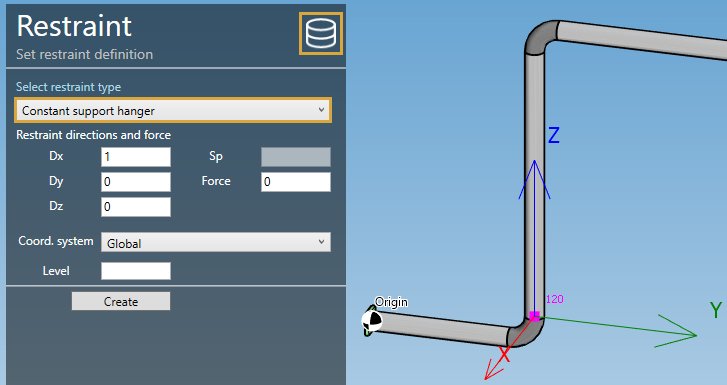 Restraint
Set restraint definition
Select restraint type
Constant support hanger
Restraint directions and force
Dx 1 Sp
Dy 0 Force 0
Dz 0
Coord. system Global
Level
Create
Z
120
Origin
Y
X